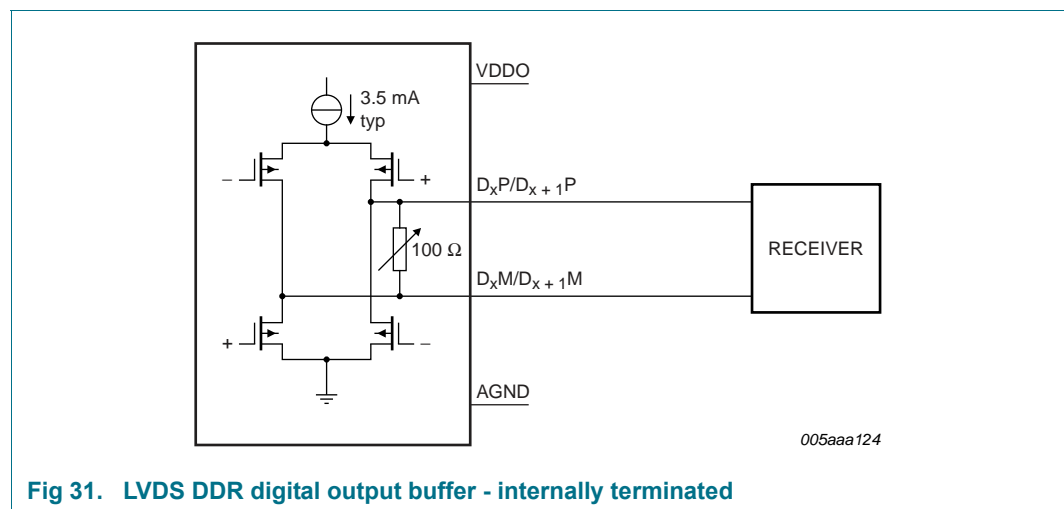 VDDO
3.5 mA
typ
–
+
DxP/Dx + 1P
100 Ω
RECEIVER
DxM/Dx + 1M
+
–
AGND
005aaa124
Fig 31. LVDS DDR digital output buffer - internally terminated